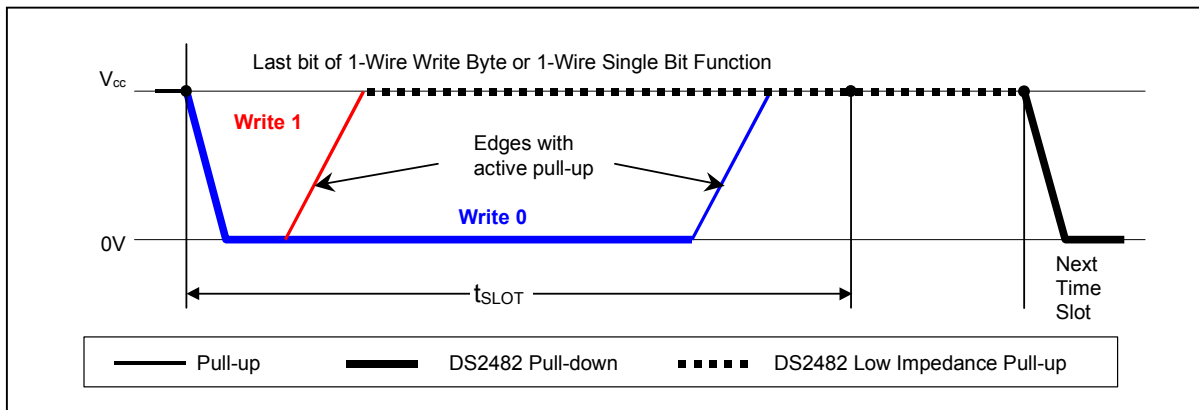 Last bit of 1-Wire Write Byte or 1-Wire Single Bit Function
Vcc
Write 1
Edges with
active pull-up
Write 0
0V
tSLOT
Next
Time
Slot
Pull-up
DS2482 Pull-down
DS2482 Low Impedance Pull-up